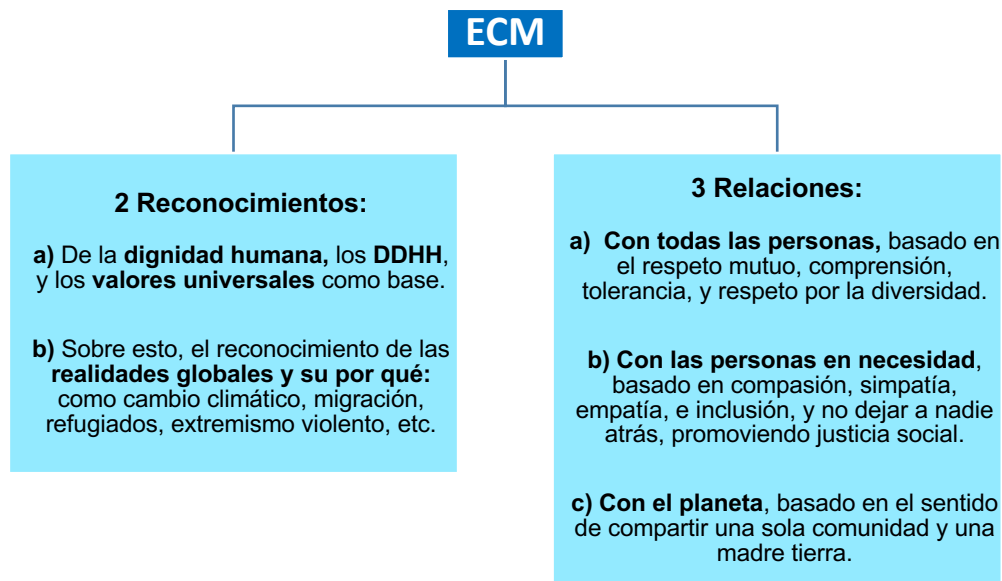 ECM
2 Reconocimientos:
a) De la dignidad humana, los DDHH,
y los valores universales como base.
b) Sobre esto, el reconocimiento de las
realidades globales y su por qué:
como cambio climático, migración,
refugiados, extremismo violento, etc.
3 Relaciones:
a) Con todas las personas, basado en
el respeto mutuo, comprensión,
tolerancia, y respeto por la diversidad.
b) Con las personas en necesidad,
basado en compasión, simpatía,
empatía, e inclusión, y no dejar a nadie
atrás, promoviendo justicia social.
c) Con el planeta, basado en el sentido
de compartir una sola comunidad y una
madre tierra.